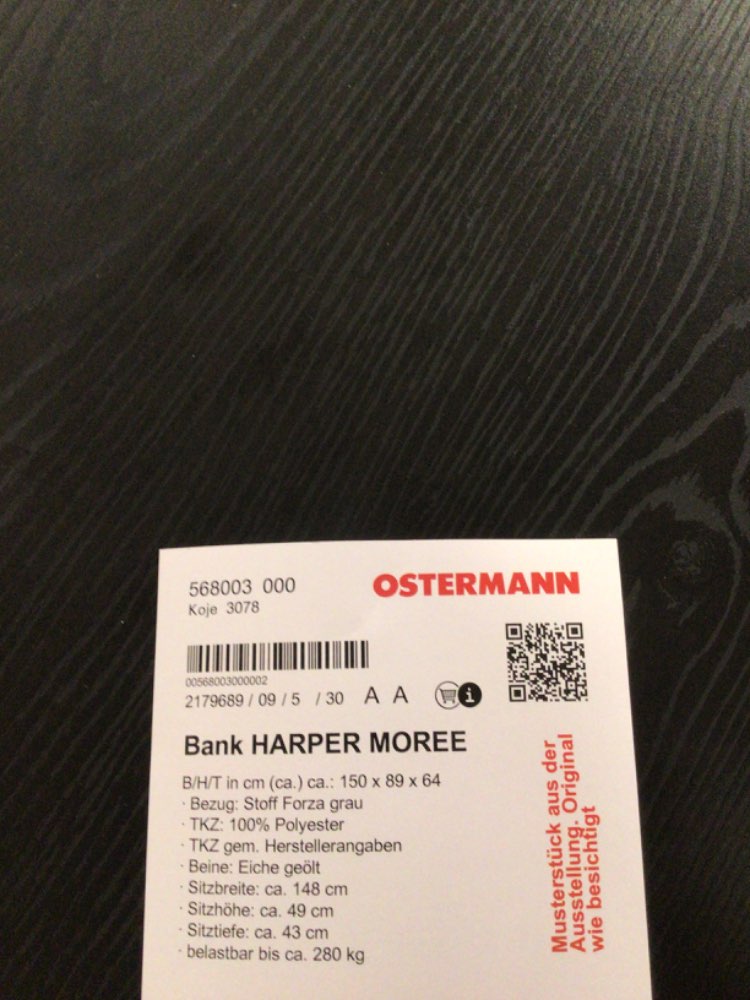 568003 000
Koje 3078
OSTERMANN
00568003000002
2179689 / 09 / 5 / 30 A A
i
Bank HARPER MOREE
B/H/T in cm (ca.) ca.: 150 x 89 x 64
· Bezug: Stoff Forza grau
· TKZ: 100% Polyester
· TKZ gem. Herstellerangaben
· Beine: Eiche geölt
· Sitzbreite: ca. 148 cm
· Sitzhöhe: ca. 49 cm
· Sitztiefe: ca. 43 cm
· belastbar bis ca. 280 kg
Musterstück aus der
Ausstellung. Original
wie besichtigt